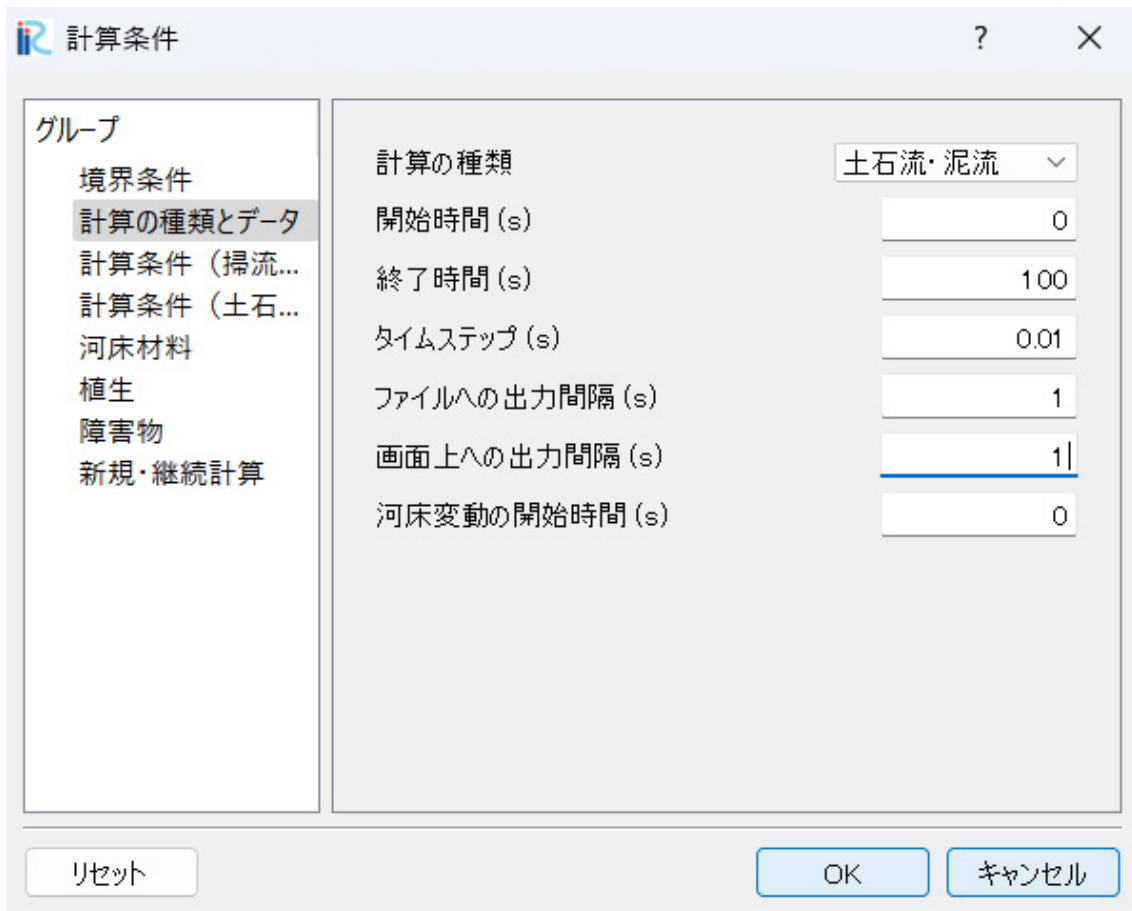 iRC 計算条件 ? ×
グループ
境界条件
計算の種類とデータ
計算条件（掃流...
計算条件（土石...
河床材料
植生
障害物
新規・継続計算
計算の種類 土石流・泥流
開始時間(s) 0
終了時間(s) 100
タイムステップ(s) 0.01
ファイルへの出力間隔(s) 1
画面上への出力間隔(s) 1
河床変動の開始時間(s) 0
リセット OK キャンセル